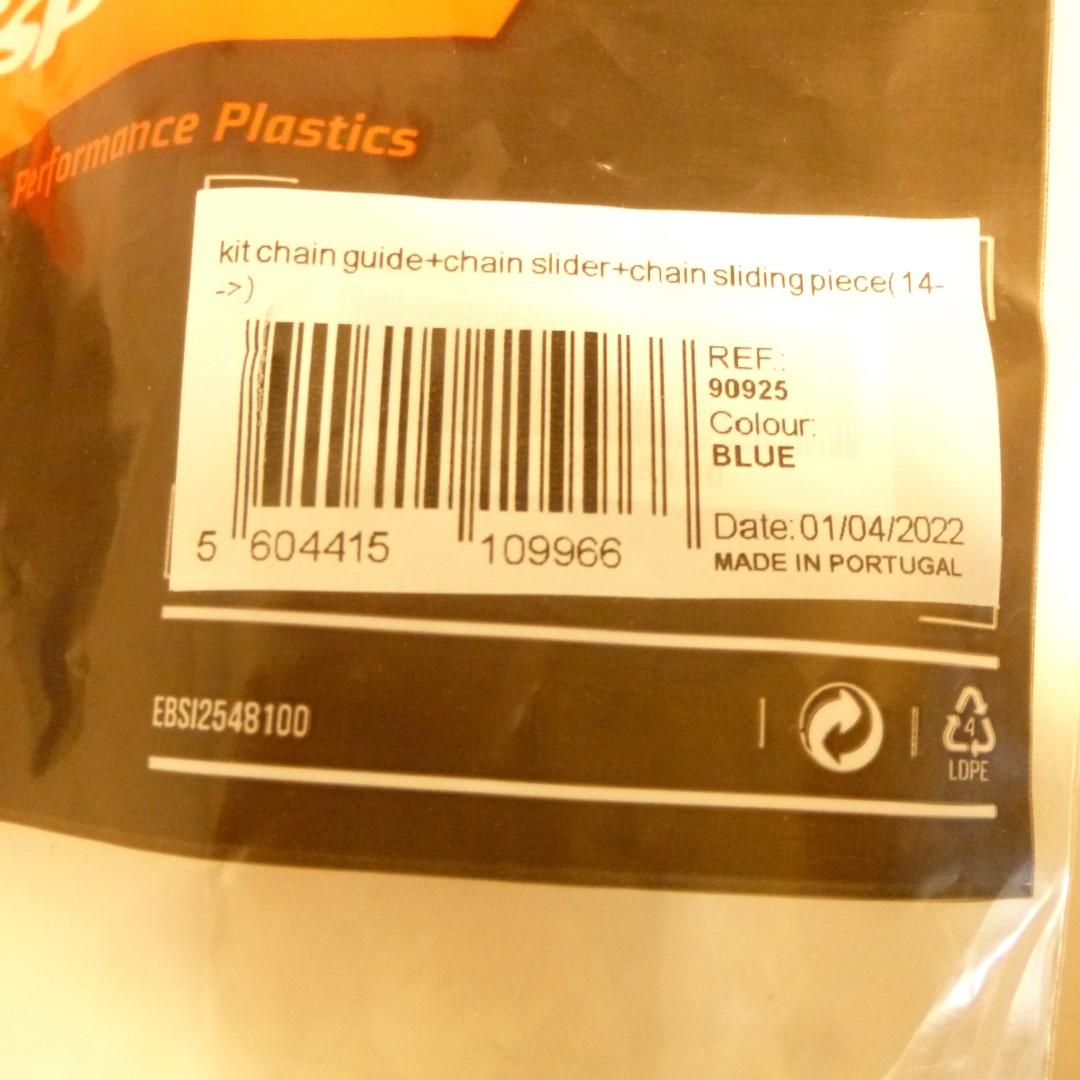 sp
Performance Plastics
kit chain guide+chain slider+chain sliding piece( 14-
->)
REF.:
90925
Colour:
BLUE
5 604415 109966
Date: 01/04/2022
MADE IN PORTUGAL
EBSI2548100
4
LDPE